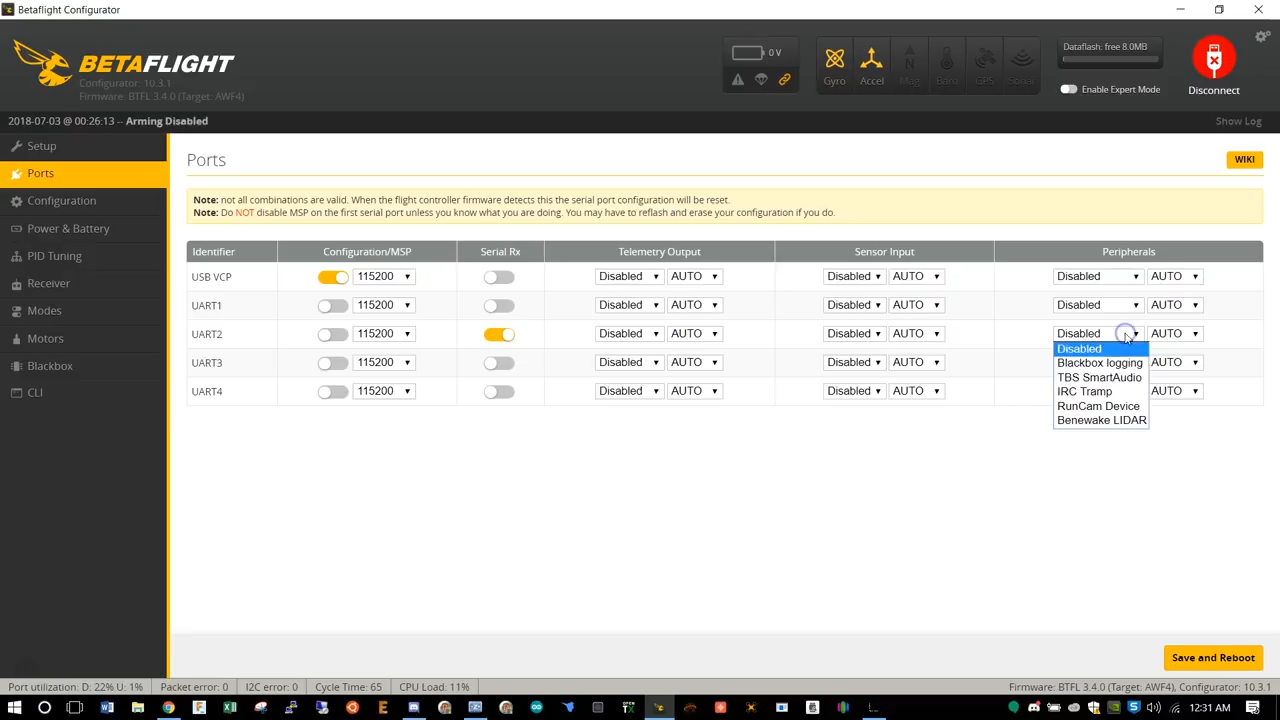 Betaflight Configurator
BETAFLIGHT
Configurator: 10.3.1
Firmware: BTFL 3.4.0 (Target: AWF4)
0 V
Gyro Accel Mag Baro GPS Sonar
Dataflash: free 8.0MB
Enable Expert Mode
Disconnect
2018-07-03 @ 00:26:13 -- Arming Disabled
Show Log
Setup
Ports
Configuration
Power & Battery
PID Tuning
Receiver
Modes
Motors
Blackbox
CLI
Ports
WIKI
Note: not all combinations are valid. When the flight controller firmware detects this the serial port configuration will be reset.
Note: Do NOT disable MSP on the first serial port unless you know what you are doing. You may have to reflash and erase your configuration if you do.
Identifier Configuration/MSP Serial Rx Telemetry Output Sensor Input Peripherals
USB VCP 115200 Disabled AUTO Disabled AUTO Disabled AUTO
UART1 115200 Disabled AUTO Disabled AUTO Disabled AUTO
UART2 115200 Disabled AUTO Disabled AUTO Disabled AUTO
UART3 115200 Disabled AUTO Disabled AUTO AUTO
UART4 115200 Disabled AUTO Disabled AUTO AUTO
Disabled
Blackbox logging
TBS SmartAudio
IRC Tramp
RunCam Device
Benewake LIDAR
Save and Reboot
Port utilization: D: 22% U: 1% Packet error: 0 I2C error: 0 Cycle Time: 65 CPU Load: 11% Firmware: BTFL 3.4.0 (Target: AWF4), Configurator: 10.3.1
12:31 AM